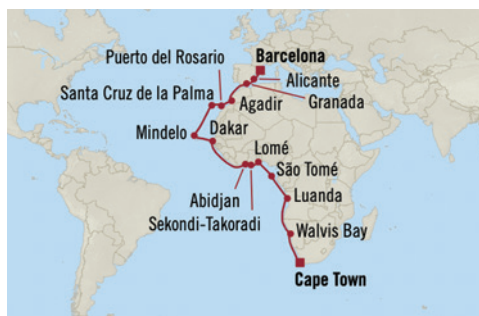 Puerto del Rosario
Barcelona
Alicante
Granada
Santa Cruz de la Palma
Agadir
Mindelo
Dakar
Lomé
São Tomé
Abidjan
Sekondi-Takoradi
Luanda
Walvis Bay
Cape Town